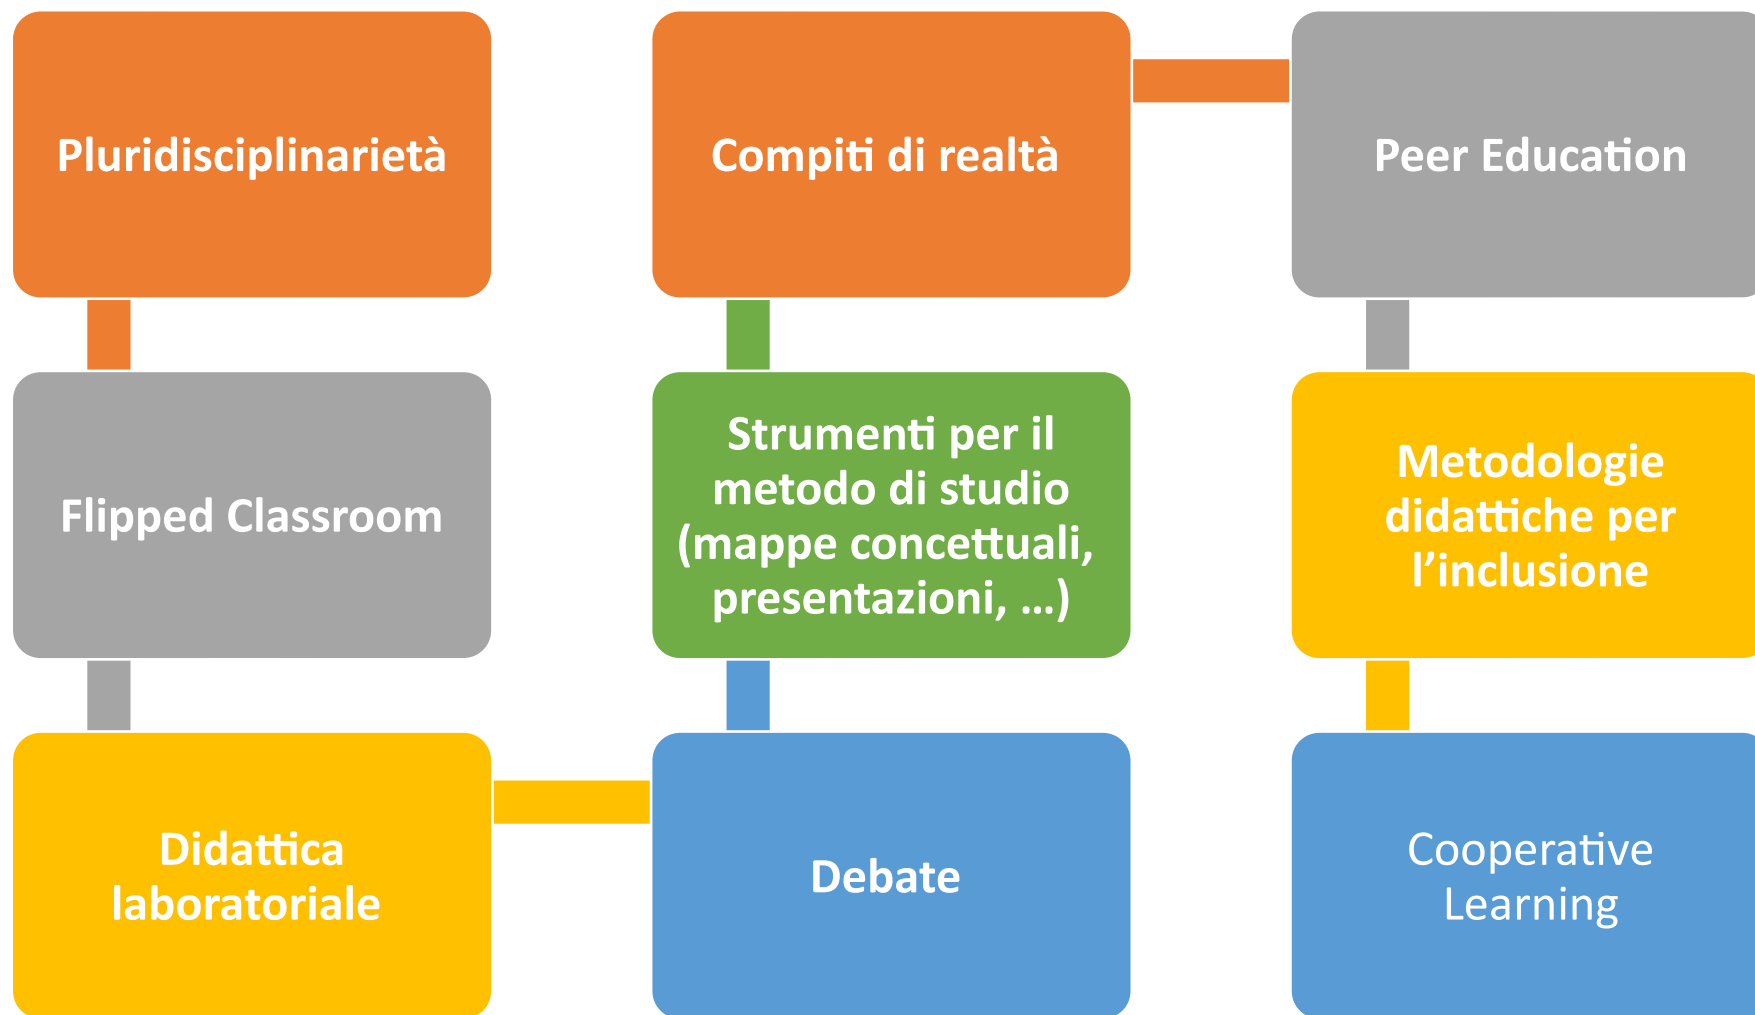 Pluridisciplinarietà
Compiti di realtà
Peer Education
Flipped Classroom
Strumenti per il
metodo di studio
(mappe concettuali,
presentazioni, ...)
Metodologie
didattiche per
l’inclusione
Didattica
laboratoriale
Debate
Cooperative
Learning